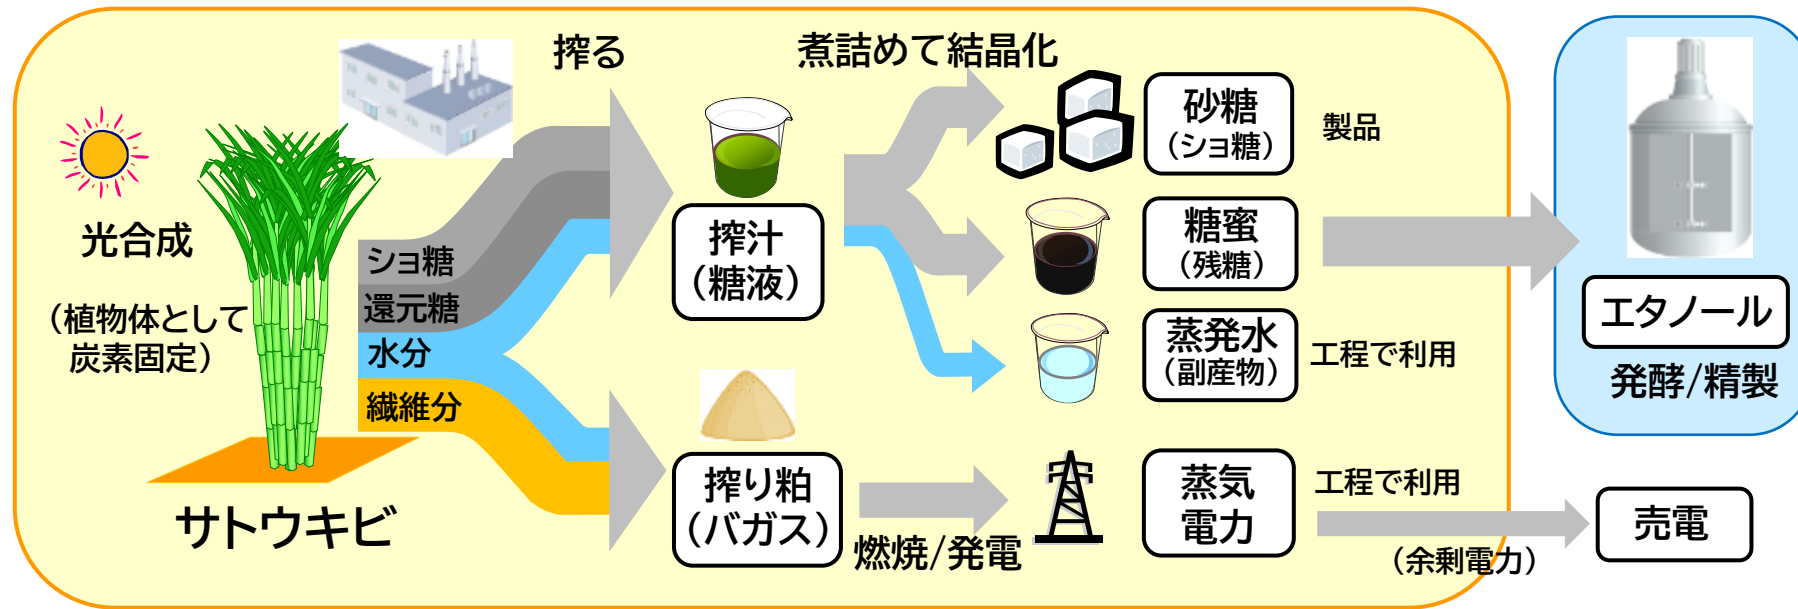 搾る
煮詰めて結晶化
光合成
（植物体として
炭素固定）
サトウキビ
ショ糖
還元糖
水分
繊維分
搾汁
（糖液）
搾り粕
（バガス）
燃焼/発電
砂糖
（ショ糖）
製品
糖蜜
（残糖）
蒸発水
（副産物）
工程で利用
蒸気
電力
工程で利用
（余剰電力）
エタノール
発酵/精製
売電